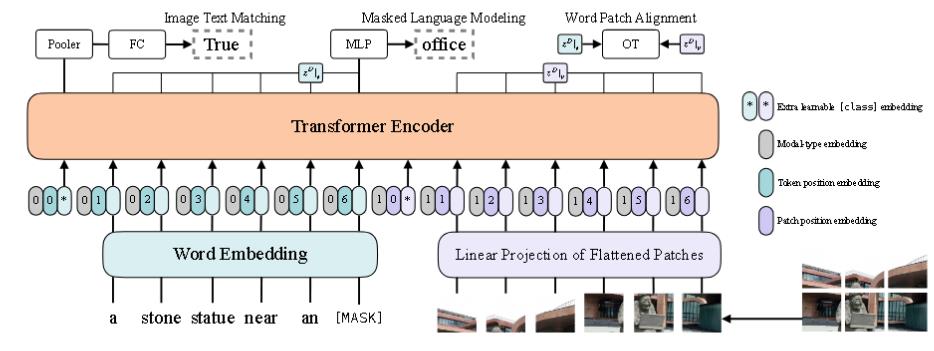 Image Text Matching
Masked Language Modeling
Word Patch Alignment
Pooler
FC
True
MLP
office
z^D|_t
OT
z^D|_v
z^D|_t
z^D|_v
Transformer Encoder
* * Extra learnable [class] embedding
Modal-type embedding
Token position embedding
Patch position embedding
0 0 *
0 1
0 2
0 3
0 4
0 5
0 6
1 0 *
1 1
1 2
1 3
1 4
1 5
1 6
Word Embedding
Linear Projection of Flattened Patches
a stone statue near an [MASK]